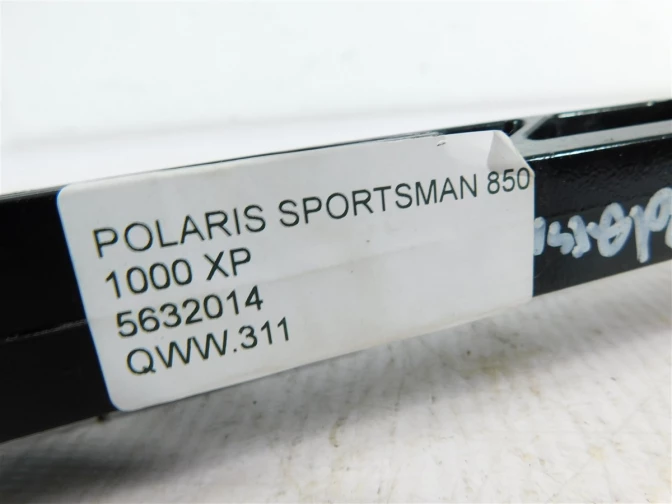 POLARIS SPORTSMAN 850
1000 XP
5632014
QWW.311